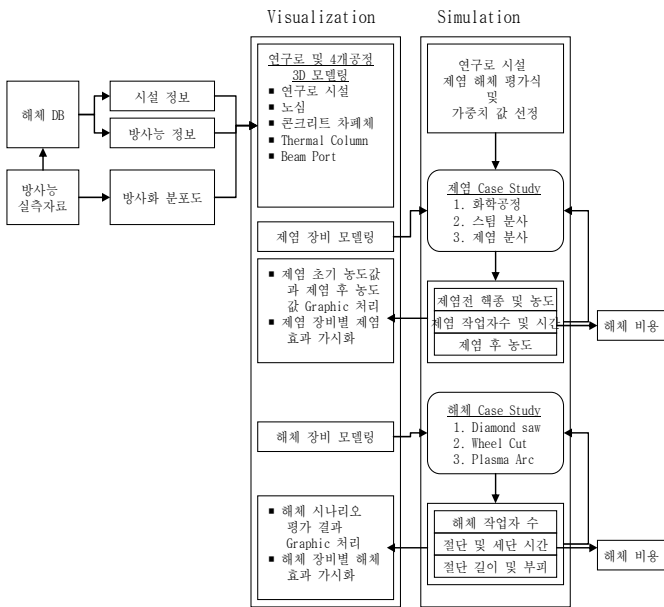 Visualization
Simulation
해체 DB
방사능
실측자료
시설 정보
방사능 정보
방사화 분포도
연구로 및 4개공정
3D 모델링
■ 연구로 시설
■ 노심
■ 콘크리트 차폐체
■ Thermal Column
■ Beam Port
제염 장비 모델링
■ 제염 초기 농도값
과 제염 후 농도
값 Graphic 처리
■ 제염 장비별 제염
효과 가시화
해체 장비 모델링
■ 해체 시나리오
평가 결과
Graphic 처리
■ 해체 장비별 해체
효과 가시화
연구로 시설
제염 해체 평가식
및
가중치 값 선정
제염 Case Study
1. 화학공정
2. 스팀 분사
3. 제염 분사
제염전 핵종 및 농도
제염 작업자수 및 시간
제염 후 농도
해체 비용
해체 Case Study
1. Diamond saw
2. Wheel Cut
3. Plasma Arc
해체 작업자 수
절단 및 세단 시간
절단 길이 및 부피
해체 비용